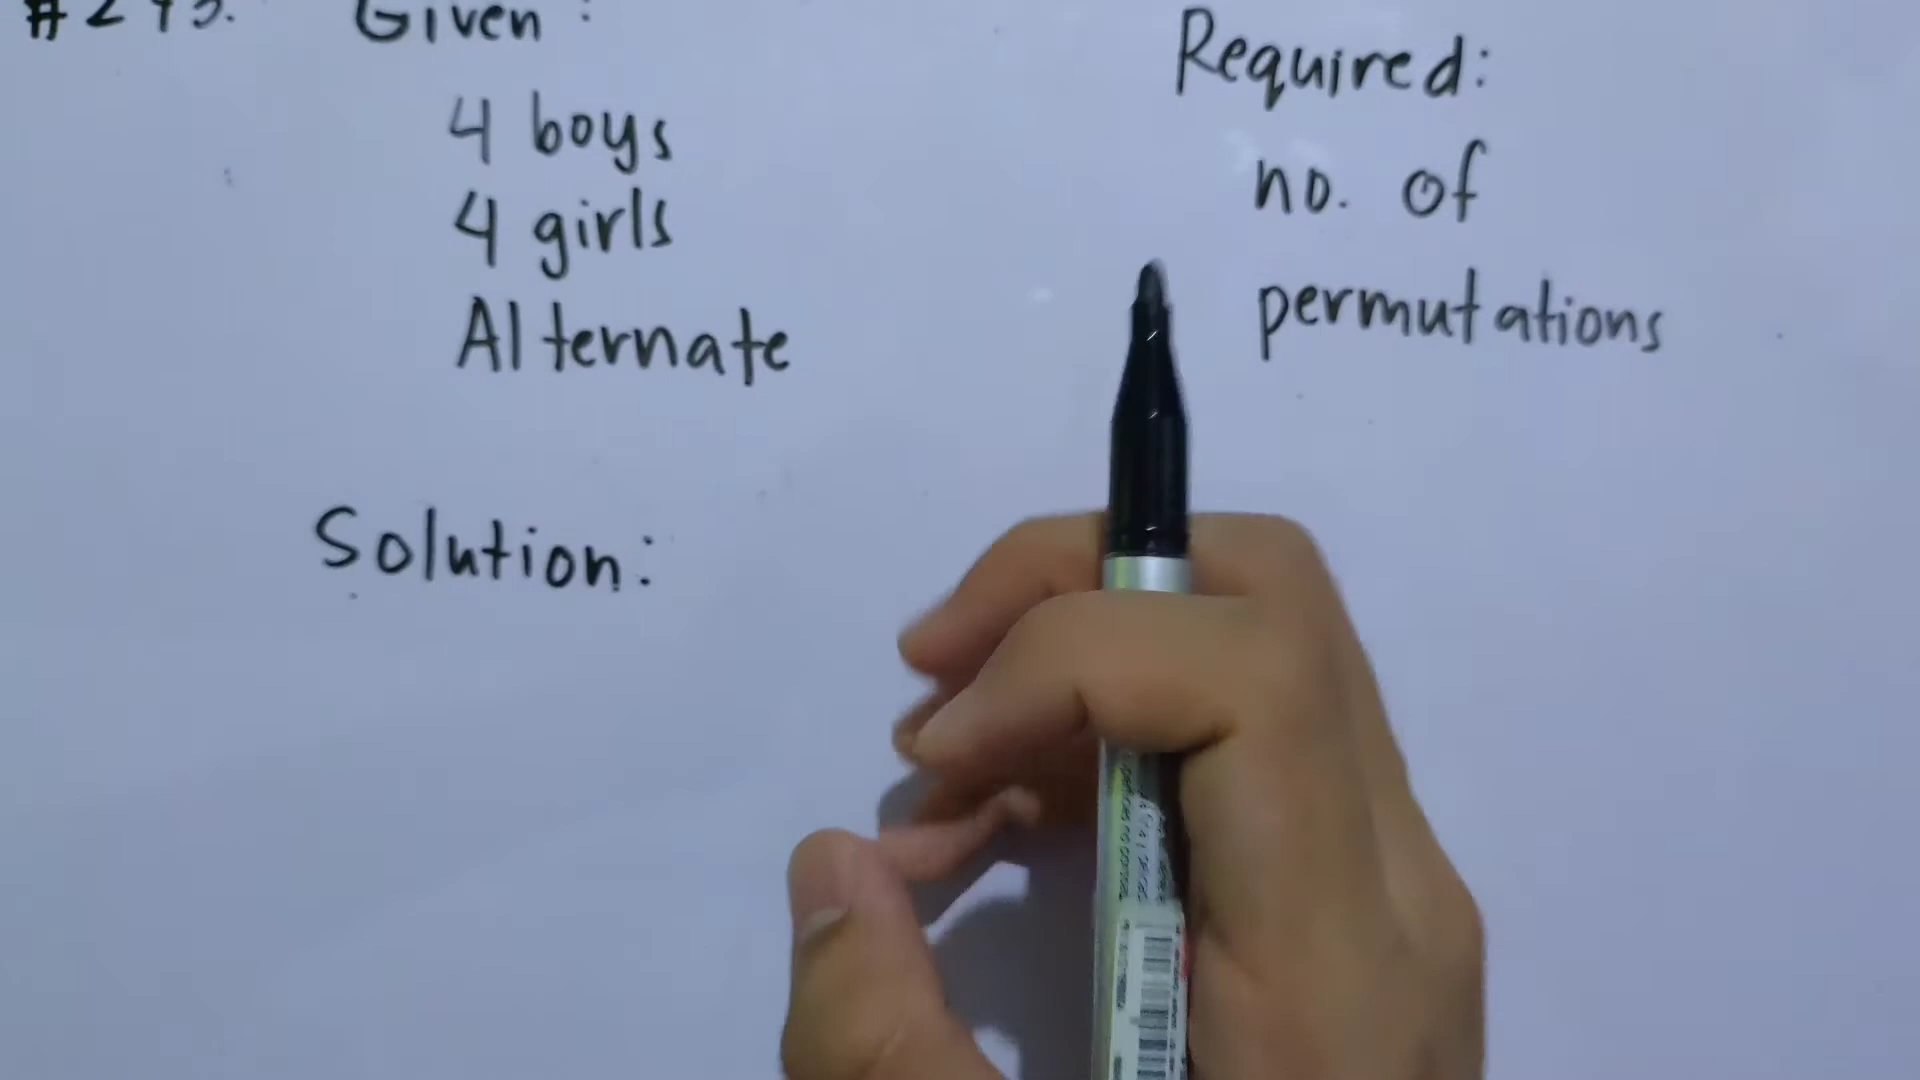 Given :
4 boys
4 girls
Alternate
Required:
no. of
permutations
Solution: